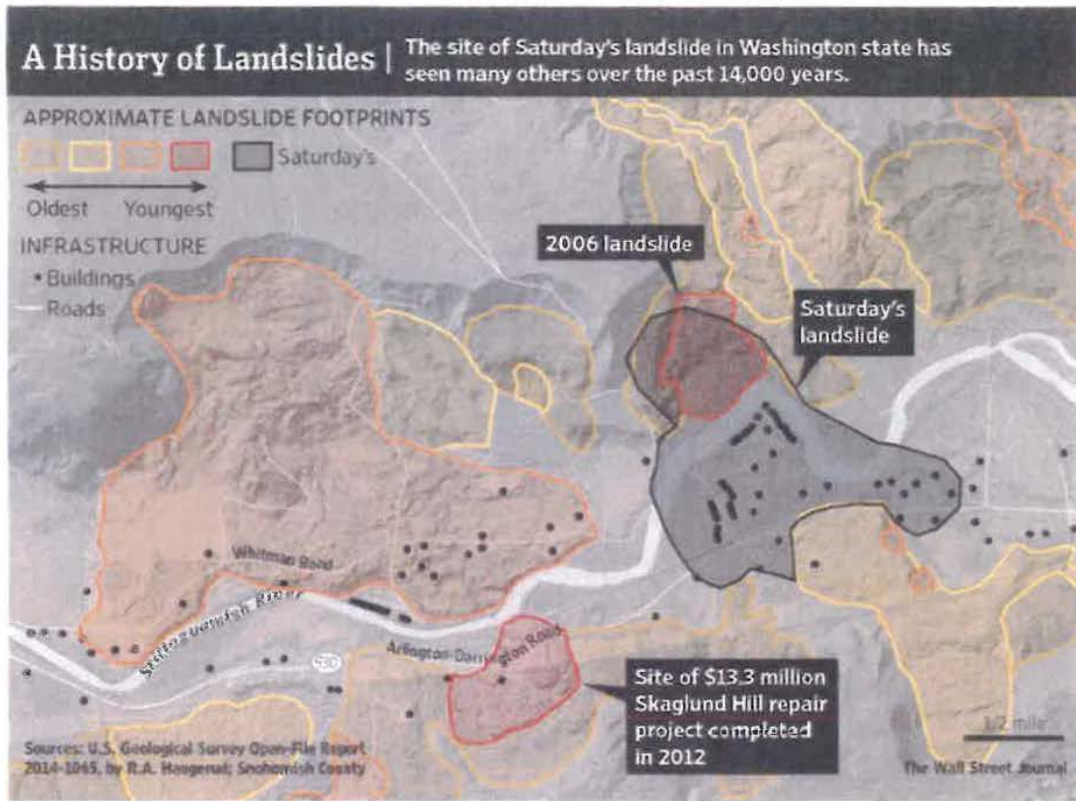 A History of Landslides |
The site of Saturday's landslide in Washington state has
seen many others over the past 14,000 years.
APPROXIMATE LANDSLIDE FOOTPRINTS
Saturday's
Oldest Youngest
INFRASTRUCTURE
• Buildings
Roads
2006 landslide
Saturday's
landslide
Whitman Road
River
530
Arlington-Darrington Road
Site of $13.3 million
Skaglund Hill repair
project completed
in 2012
1/2 mile
Sources: U.S. Geological Survey Open-File Report
2014-1065, by R.A. Haugerud; Snohomish County
The Wall Street Journal